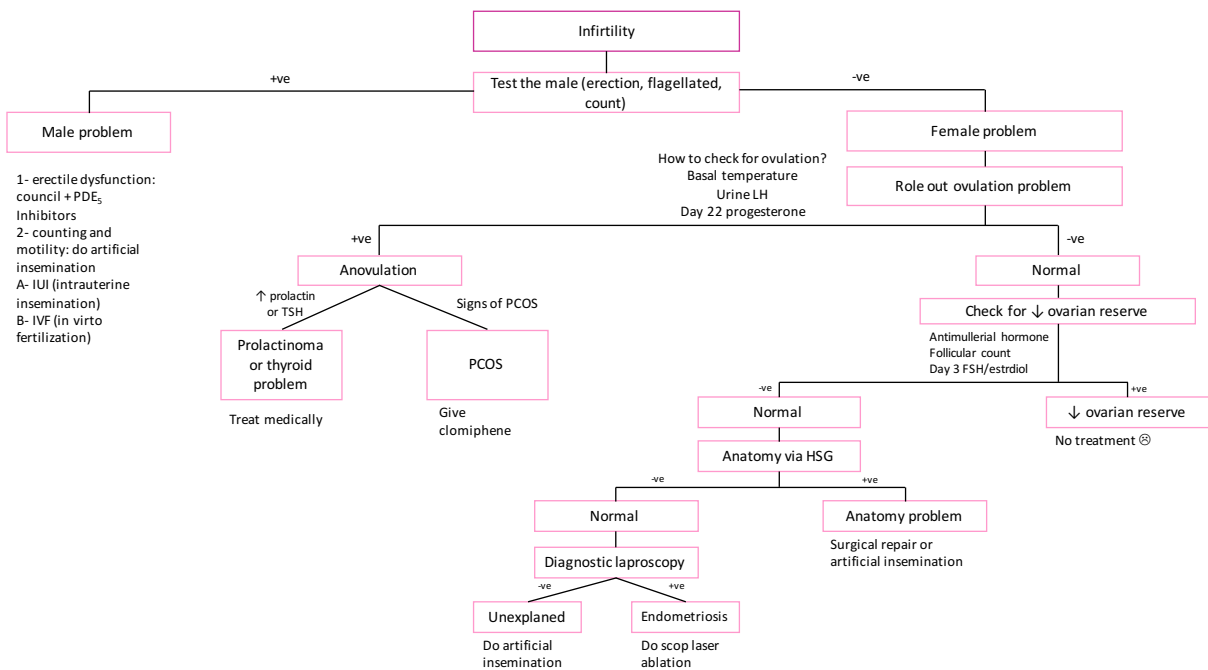 Infirtility
+ve
Test the male (erection, flagellated,
count)
-ve
Male problem
Female problem
1- erectile dysfunction:
council + PDE₅
Inhibitors
2- counting and
motility: do artificial
insemination
A- IUI (intrauterine
insemination)
B- IVF (in virto
fertilization)
How to check for ovulation?
Basal temperature
Urine LH
Day 22 progesterone
Role out ovulation problem
+ve
-ve
Anovulation
Normal
↑ prolactin
or TSH
Signs of PCOS
Check for ↓ ovarian reserve
Prolactinoma
or thyroid
problem
PCOS
Antimullerial hormone
Follicular count
Day 3 FSH/estrdiol
Treat medically
Give
clomiphene
-ve
+ve
Normal
↓ ovarian reserve
No treatment ☹
Anatomy via HSG
-ve
+ve
Normal
Anatomy problem
Surgical repair or
artificial insemination
Diagnostic laproscopy
-ve
+ve
Unexplaned
Endometriosis
Do artificial
insemination
Do scop laser
ablation